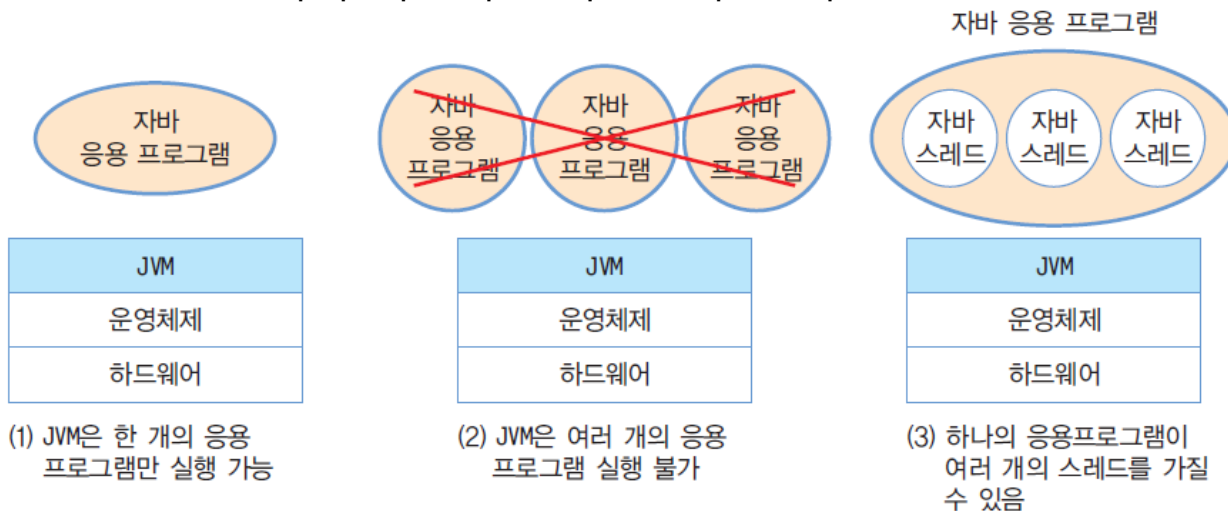 자바
응용 프로그램
JVM
운영체제
하드웨어
(1) JVM은 한 개의 응용
프로그램만 실행 가능
자바
응용
프로그램
자바
응용
프로그램
자바
응용
프로그램
JVM
운영체제
하드웨어
(2) JVM은 여러 개의 응용
프로그램 실행 불가
자바 응용 프로그램
자바
스레드
자바
스레드
자바
스레드
JVM
운영체제
하드웨어
(3) 하나의 응용프로그램이
여러 개의 스레드를 가질
수 있음